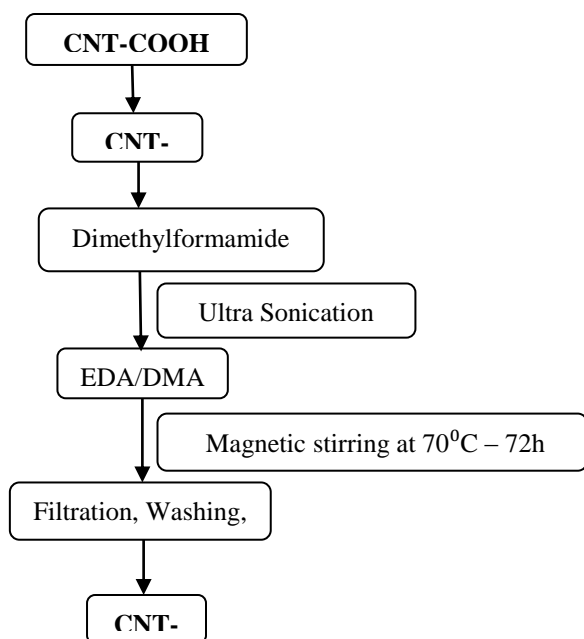 CNT-COOH
CNT-
Dimethylformamide
Ultra Sonication
EDA/DMA
Magnetic stirring at 70⁰C – 72h
Filtration, Washing,
CNT-